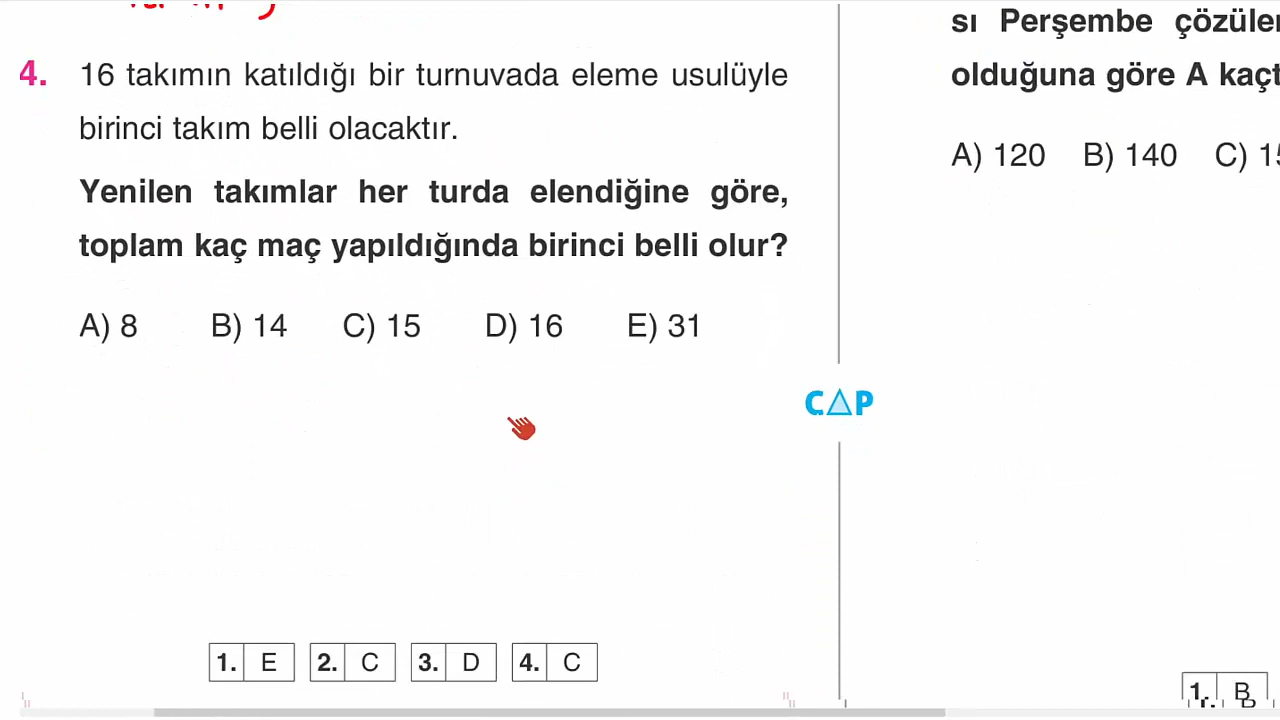 4. 16 takımın katıldığı bir turnuvada eleme usulüyle
birinci takım belli olacaktır.
Yenilen takımlar her turda elendiğine göre,
toplam kaç maç yapıldığında birinci belli olur?
A) 8 B) 14 C) 15 D) 16 E) 31
1. E 2. C 3. D 4. C
CAP
sı Perşembe
olduğuna göre A
A) 120 B) 140 C)
1. B